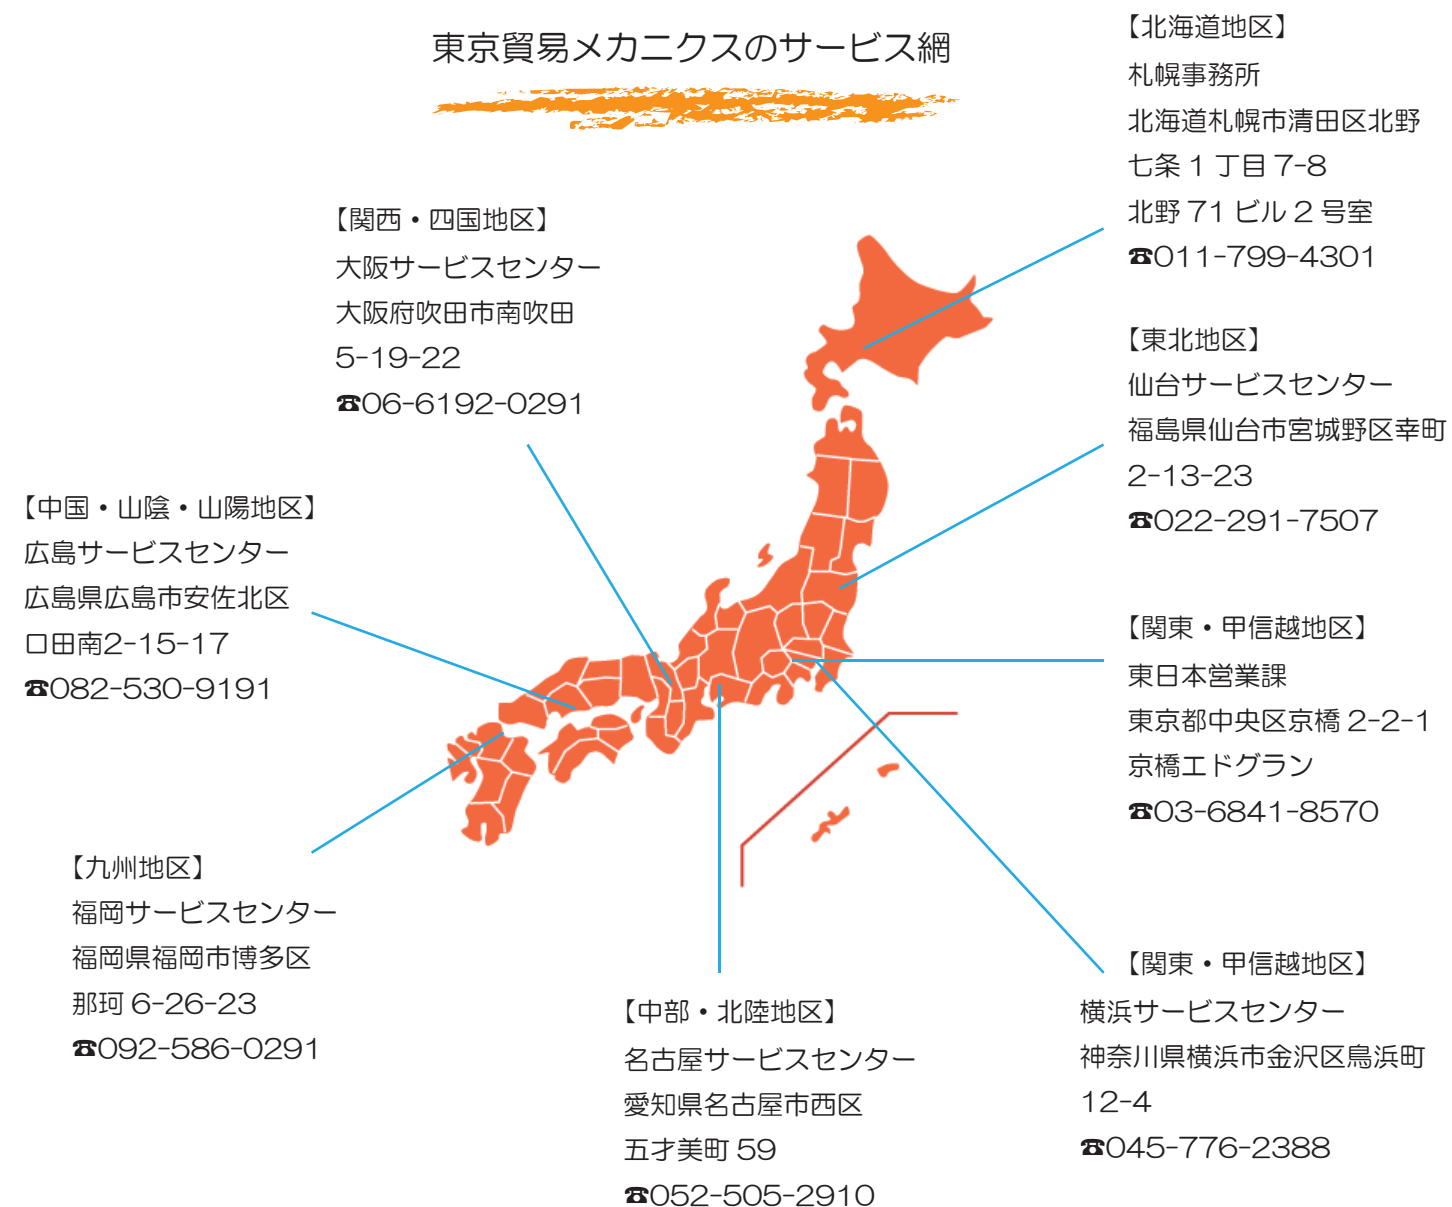 東京貿易メカニクスのサービス網
【北海道地区】
札幌事務所
北海道札幌市清田区北野
七条 1 丁目 7-8
北野 71 ビル 2 号室
☎011-799-4301
【関西・四国地区】
大阪サービスセンター
大阪府吹田市南吹田
5-19-22
☎06-6192-0291
【東北地区】
仙台サービスセンター
福島県仙台市宮城野区幸町
2-13-23
☎022-291-7507
【中国・山陰・山陽地区】
広島サービスセンター
広島県広島市安佐北区
口田南2-15-17
☎082-530-9191
【関東・甲信越地区】
東日本営業課
東京都中央区京橋 2-2-1
京橋エドグラン
☎03-6841-8570
【九州地区】
福岡サービスセンター
福岡県福岡市博多区
那珂 6-26-23
☎092-586-0291
【中部・北陸地区】
名古屋サービスセンター
愛知県名古屋市西区
五才美町 59
☎052-505-2910
【関東・甲信越地区】
横浜サービスセンター
神奈川県横浜市金沢区鳥浜町
12-4
☎045-776-2388